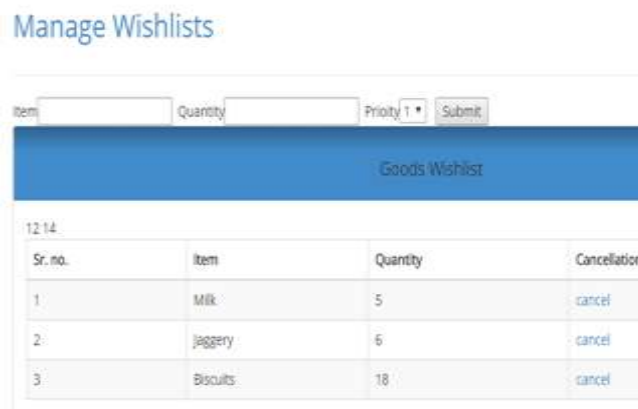 Manage Wishlists
Item Quantity Prioity 1 Submit
Goods Wishlist
12 14
Sr. no. Item Quantity Cancellation
1 Milk 5 cancel
2 Jaggery 6 cancel
3 Biscuits 18 cancel